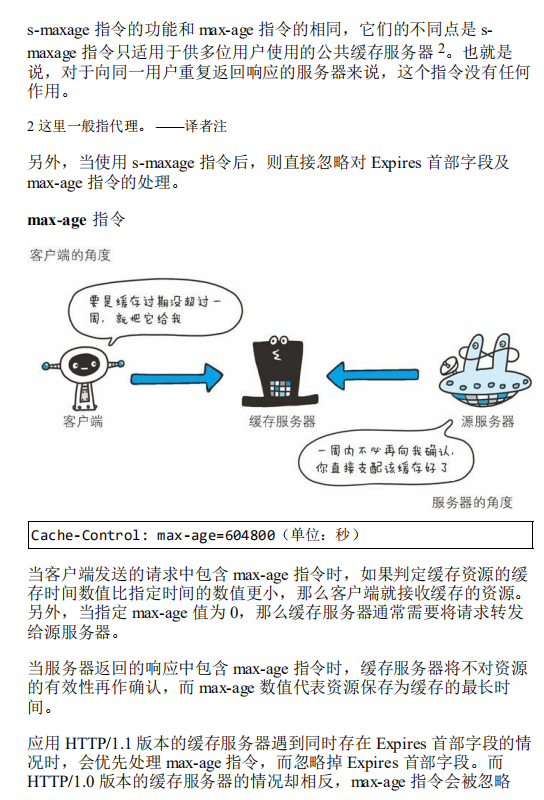 s-maxage 指令的功能和 max-age 指令的相同，它们的不同点是 s-
maxage 指令只适用于供多位用户使用的公共缓存服务器 2。也就是
说，对于向同一用户重复返回响应的服务器来说，这个指令没有任何
作用。
2 这里一般指代理。 ——译者注
另外，当使用 s-maxage 指令后，则直接忽略对 Expires 首部字段及
max-age 指令的处理。
max-age 指令
客户端的角度
要是缓存过期没超过一
周，就把它给我
客户端
缓存服务器
源服务器
一周内不必再向我确认，
你直接支配该缓存好了
服务器的角度
Cache-Control: max-age=604800（单位：秒）
当客户端发送的请求中包含 max-age 指令时，如果判定缓存资源的缓
存时间数值比指定时间的数值更小，那么客户端就接收缓存的资源。
另外，当指定 max-age 值为 0，那么缓存服务器通常需要将请求转发
给源服务器。
当服务器返回的响应中包含 max-age 指令时，缓存服务器将不对资源
的有效性再作确认，而 max-age 数值代表资源保存为缓存的最长时
间。
应用 HTTP/1.1 版本的缓存服务器遇到同时存在 Expires 首部字段的情
况时，会优先处理 max-age 指令，而忽略掉 Expires 首部字段。而
HTTP/1.0 版本的缓存服务器的情况却相反，max-age 指令会被忽略